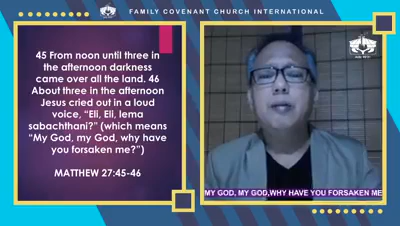 FAMILY COVENANT CHURCH INTERNATIONAL
45 From noon until three in
the afternoon darkness
came over all the land. 46
About three in the afternoon
Jesus cried out in a loud
voice, “Eli, Eli, lema
sabachthani?” (which means
“My God, my God, why have
you forsaken me?”)
MATTHEW 27:45-46
MY GOD, MY GOD,WHY HAVE YOU FORSAKEN ME